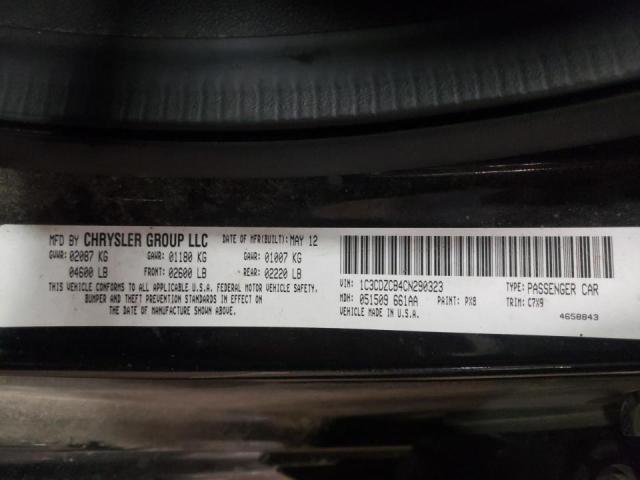 MFD BY CHRYSLER GROUP LLC DATE OF MFR(BUILT): MAY 12
GVWR: 02087 KG GAWR: 01180 KG GAWR: 01007 KG
04600 LB FRONT: 02600 LB REAR: 02220 LB
THIS VEHICLE CONFORMS TO ALL APPLICABLE U.S.A. FEDERAL MOTOR VEHICLE SAFETY,
BUMPER AND THEFT PREVENTION STANDARDS IN EFFECT ON
THE DATE OF MANUFACTURE SHOWN ABOVE.
VIN: 1C3CDZCB4CN290323 TYPE: PASSENGER CAR
MDH: 051509 661AA PAINT: PX8 TRIM: C7X9
VEHICLE MADE IN U.S.A. 4658843